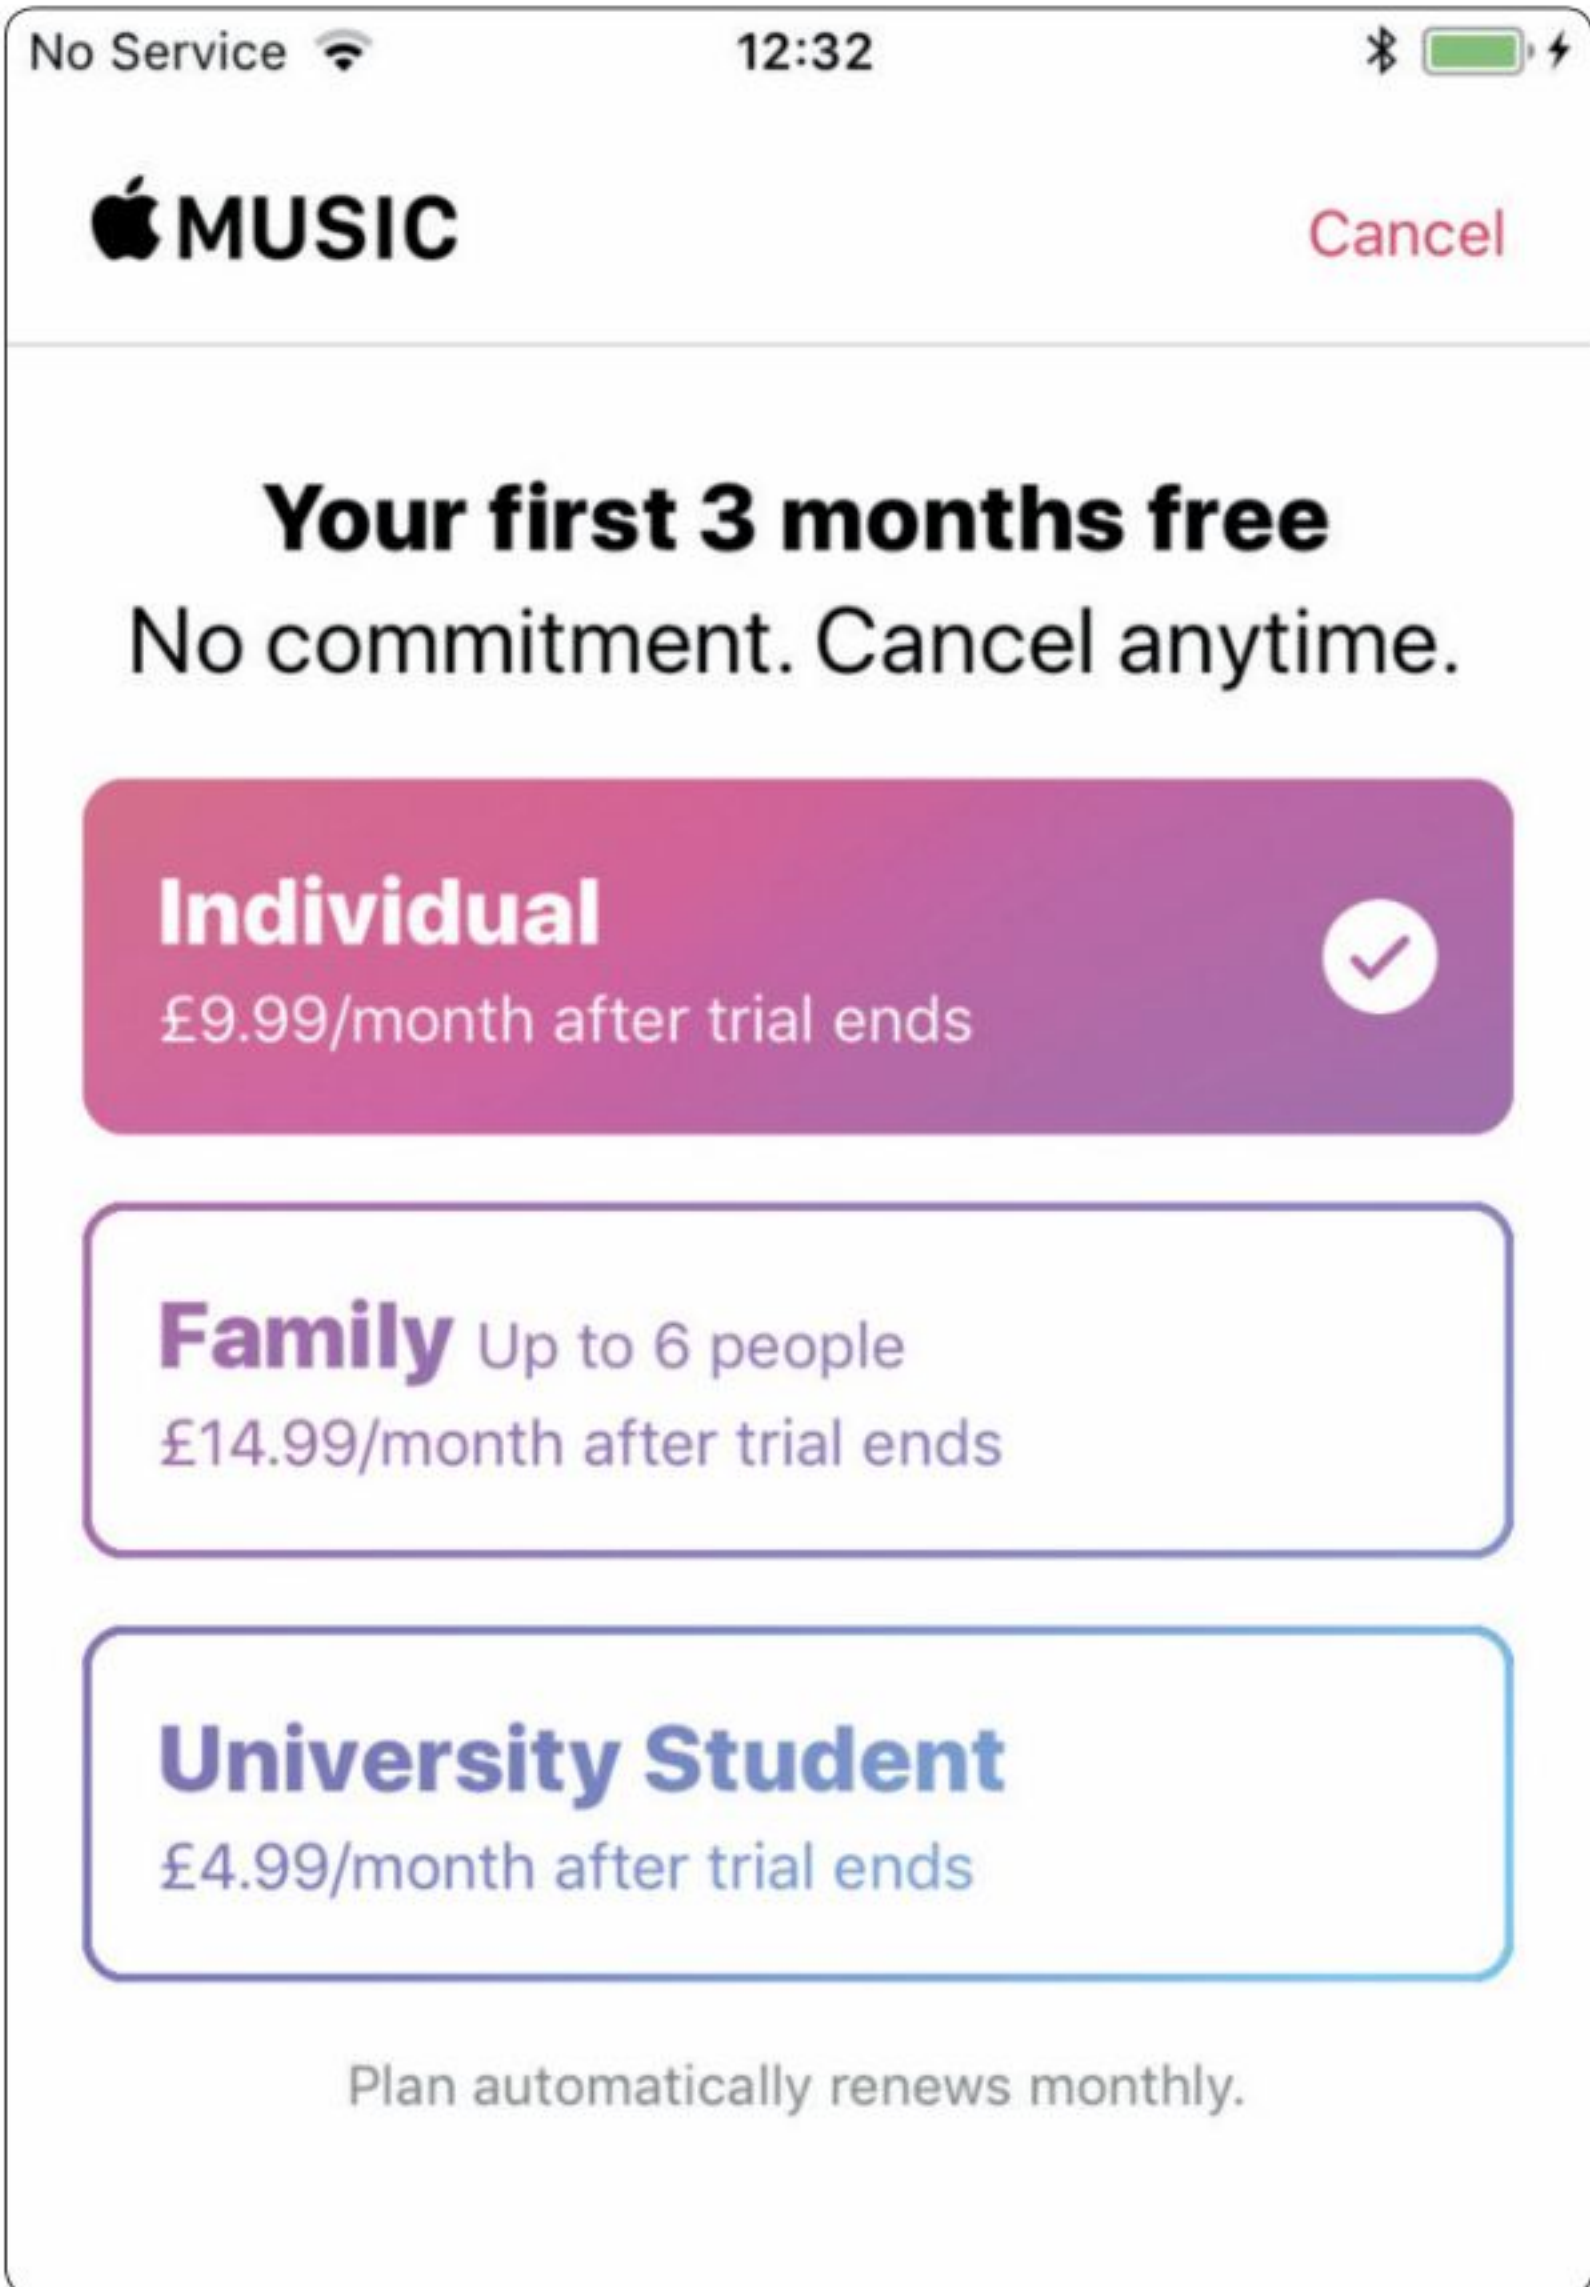 No Service 12:32
MUSIC Cancel
Your first 3 months free
No commitment. Cancel anytime.
Individual
£9.99/month after trial ends
Family Up to 6 people
£14.99/month after trial ends
University Student
£4.99/month after trial ends
Plan automatically renews monthly.